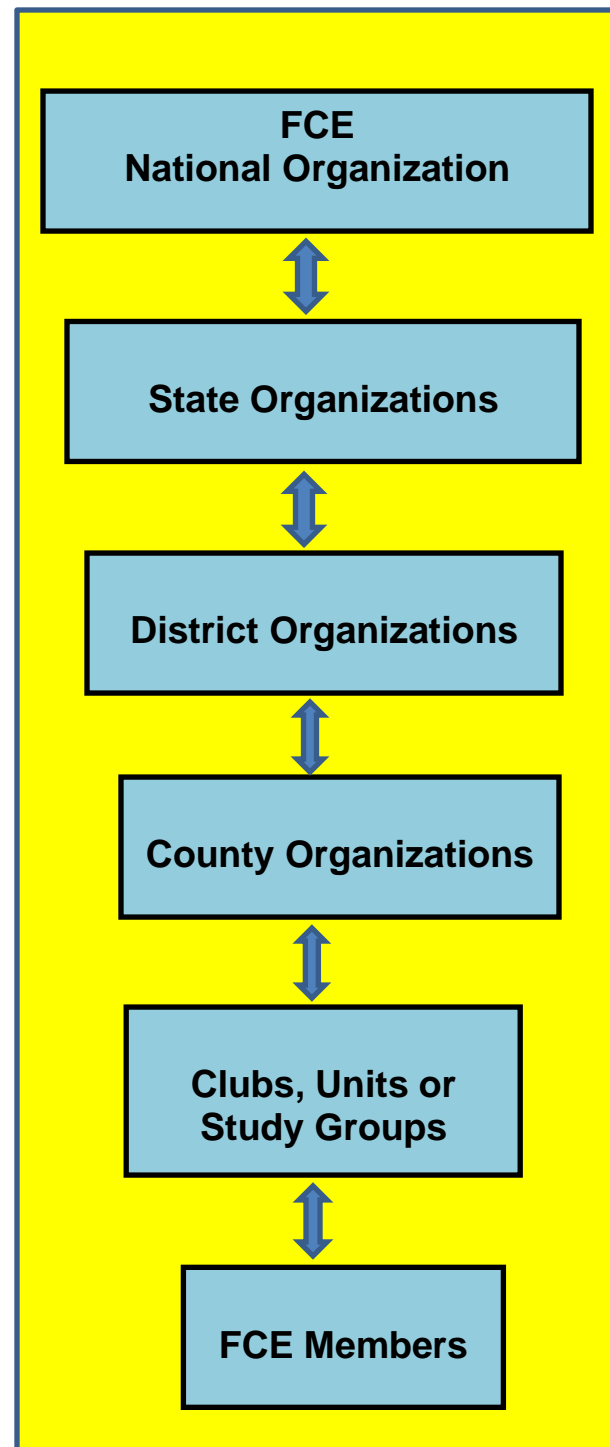 FCE
National Organization
State Organizations
District Organizations
County Organizations
Clubs, Units or
Study Groups
FCE Members